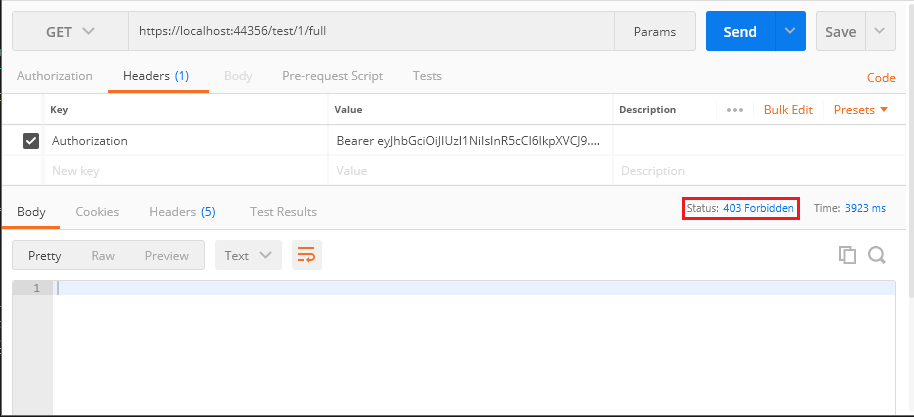 GET https://localhost:44356/test/1/full Params Send Save
Authorization Headers (1) Body Pre-request Script Tests Code
Key Value Description Bulk Edit Presets
Authorization Bearer eyJhbGciOiJIUzI1NiIsInR5cCI6IkpXVCJ9....
New key Value Description
Body Cookies Headers (5) Test Results Status: 403 Forbidden Time: 3923 ms
Pretty Raw Preview Text
1